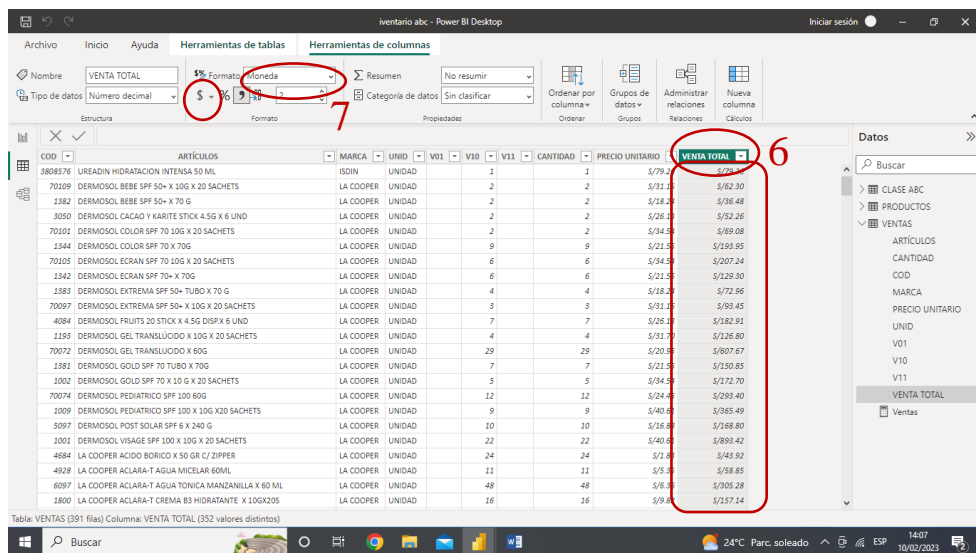 iventario abc - Power BI Desktop
Iniciar sesión
Archivo Inicio Ayuda Herramientas de tablas Herramientas de columnas
Nombre VENTA TOTAL
$% Formato Moneda
Resumen No resumir
Tipo de datos Número decimal
$ % 2
Categoría de datos Sin clasificar
Ordenar por columna
Grupos de datos
Administrar relaciones
Nueva columna
Estructura Formato Propiedades Ordenar Grupos Relaciones Cálculos
7
6
COD ARTÍCULOS MARCA UNID V01 V10 V11 CANTIDAD PRECIO UNITARIO VENTA TOTAL
3808576 UREADIN HIDRATACION INTENSA 50 ML ISDIN UNIDAD 1 1
70109 DERMOSOL BEBE SPF 50+ X 10G X 20 SACHETS LA COOPER UNIDAD 2 2 S/62.30
1382 DERMOSOL BEBE SPF 50+ X 70 G LA COOPER UNIDAD 2 2 S/36.48
3050 DERMOSOL CACAO Y KARITE STICK 4.5G X 6 UND LA COOPER UNIDAD 2 2 S/52.26
70101 DERMOSOL COLOR SPF 70 10G X 20 SACHETS LA COOPER UNIDAD 2 2 S/69.08
1344 DERMOSOL COLOR SPF 70 X 70G LA COOPER UNIDAD 9 9 S/193.95
70105 DERMOSOL ECRAN SPF 70 10G X 20 SACHETS LA COOPER UNIDAD 6 6 S/207.24
1342 DERMOSOL ECRAN SPF 70+ X 70G LA COOPER UNIDAD 6 6 S/129.30
1383 DERMOSOL EXTREMA SPF 50+ TUBO X 70 G LA COOPER UNIDAD 4 4 S/72.96
70097 DERMOSOL EXTREMA SPF 50+ X 10G X 20 SACHETS LA COOPER UNIDAD 3 3 S/93.45
4084 DERMOSOL FRUITS 20 STICK X 4.5G DISP.X 6 UND LA COOPER UNIDAD 7 7 S/182.91
1193 DERMOSOL GEL TRANSLÚCIDO X 10G X 20 SACHETS LA COOPER UNIDAD 4 4 S/126.80
70072 DERMOSOL GEL TRANSLUCIDO X 60G LA COOPER UNIDAD 29 29 S/607.67
1381 DERMOSOL GOLD SPF 70 TUBO X 70G LA COOPER UNIDAD 7 7 S/150.85
1002 DERMOSOL GOLD SPF 70 X 10 G X 20 SACHETS LA COOPER UNIDAD 5 5 S/172.70
70074 DERMOSOL PEDIATRICO SPF 100 60G LA COOPER UNIDAD 12 12 S/293.40
1009 DERMOSOL PEDIATRICO SPF 100 X 10G X20 SACHETS LA COOPER UNIDAD 9 9 S/365.49
5097 DERMOSOL POST SOLAR SPF 6 X 240 G LA COOPER UNIDAD 10 10 S/168.80
1001 DERMOSOL VISAGE SPF 100 X 10G X 20 SACHETS LA COOPER UNIDAD 22 22 S/893.42
4684 LA COOPER ACIDO BORICO X 50 GR C/ ZIPPER LA COOPER UNIDAD 24 24 S/43.92
4928 LA COOPER ACLARA-T AGUA MICELAR 60ML LA COOPER UNIDAD 11 11 S/58.85
6097 LA COOPER ACLARA-T AGUA TONICA MANZANILLA X 60 ML LA COOPER UNIDAD 48 48 S/305.28
1800 LA COOPER ACLARA-T CREMA B3 HIDRATANTE X 10GX20S LA COOPER UNIDAD 16 16 S/157.14
Datos
Buscar
CLASE ABC
PRODUCTOS
VENTAS
ARTÍCULOS
CANTIDAD
COD
MARCA
PRECIO UNITARIO
UNID
V01
V10
V11
VENTA TOTAL
Ventas
Tabla: VENTAS (391 filas) Columna: VENTA TOTAL (352 valores distintos)
Buscar
24°C Parc. soleado ESP 14:07
10/02/2023